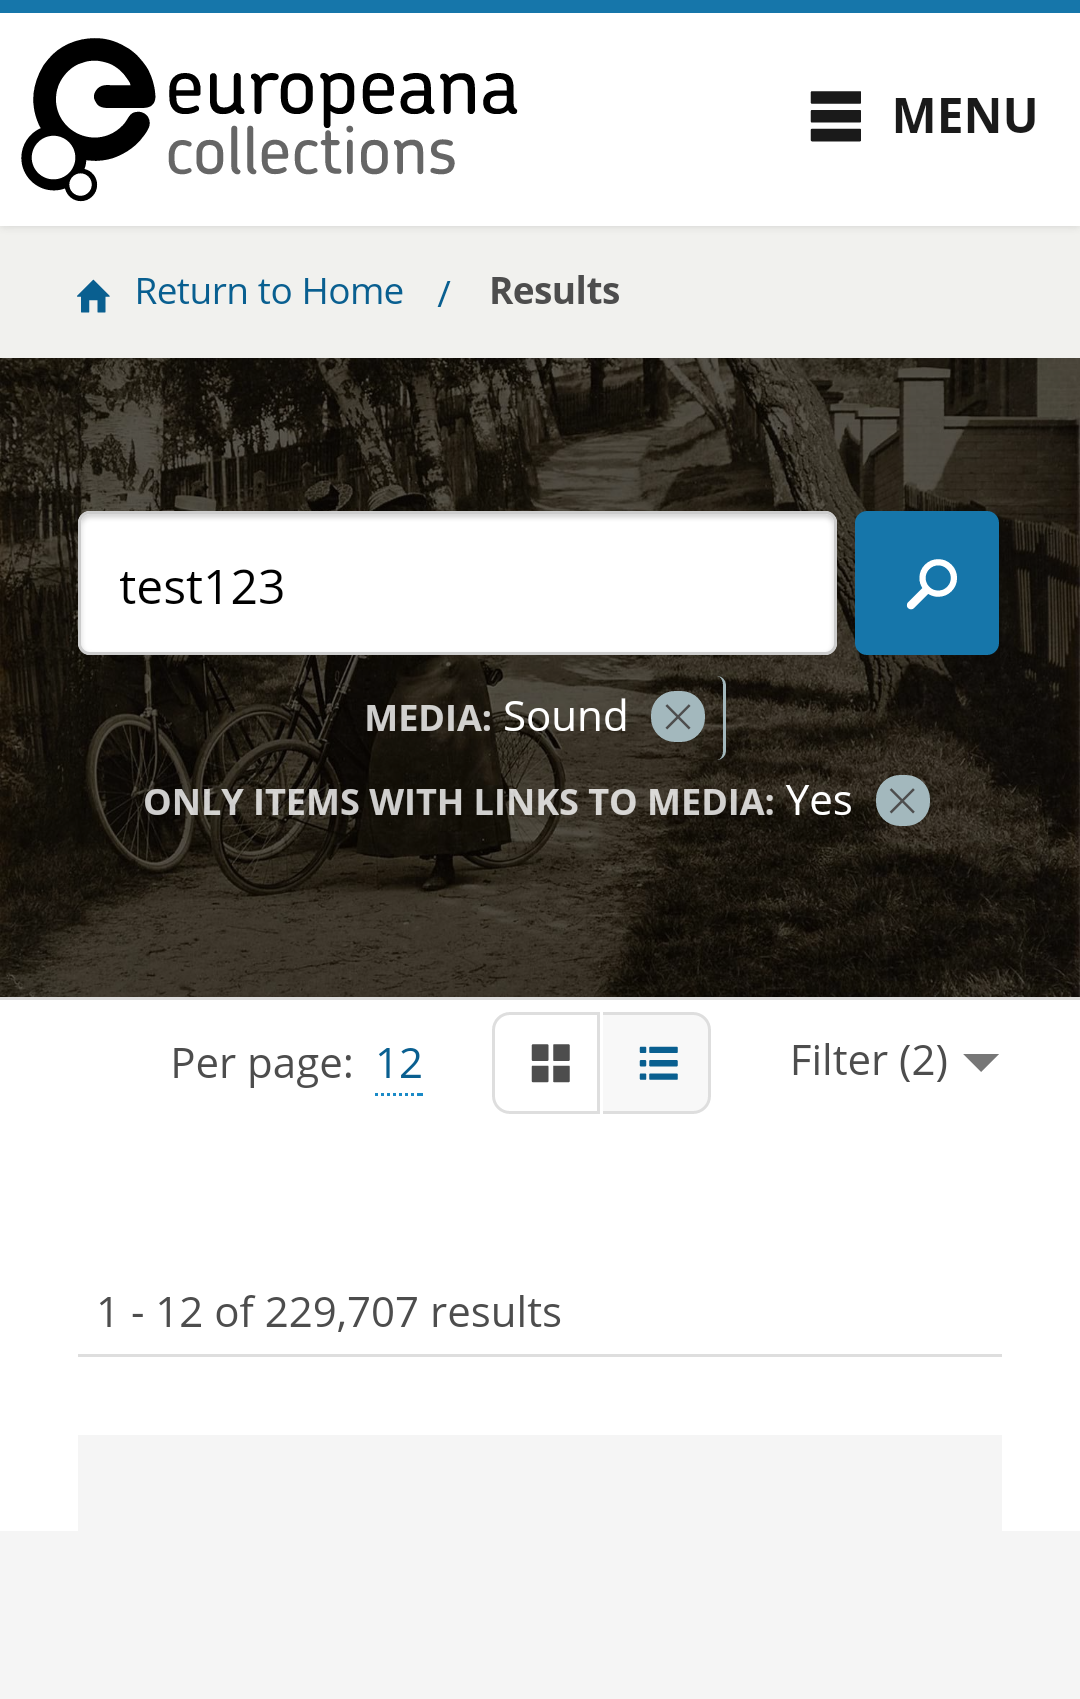 europeana
collections
MENU
Return to Home / Results
test123
MEDIA: Sound
ONLY ITEMS WITH LINKS TO MEDIA: Yes
Per page: 12
Filter (2)
1 - 12 of 229,707 results